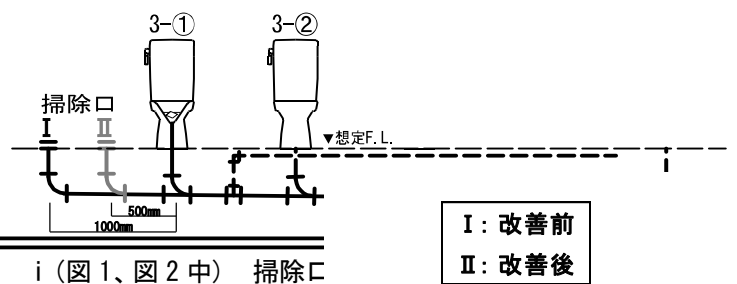 3-① 3-②
掃除口
Ⅰ Ⅱ
▼想定F.L.
500mm
1000mm
Ⅰ：改善前
Ⅱ：改善後
i（図1、図2中） 掃除口